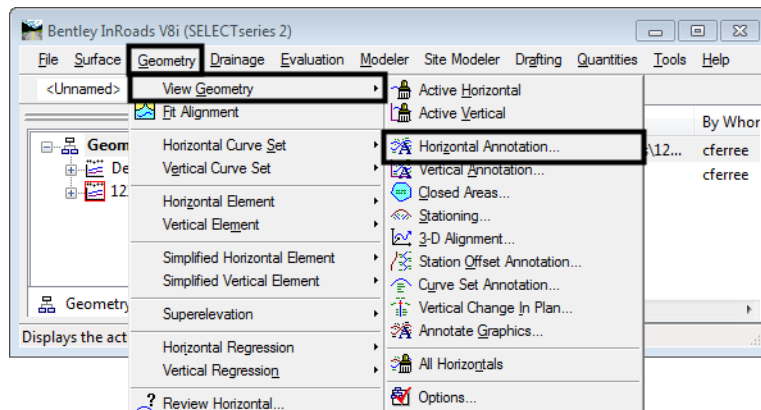 Bentley InRoads V8i (SELECTseries 2)
File Surface Geometry Drainage Evaluation Modeler Site Modeler Drafting Quantities Tools Help
<Unnamed>
View Geometry
Fit Alignment
Horizontal Curve Set
Vertical Curve Set
Horizontal Element
Vertical Element
Simplified Horizontal Element
Simplified Vertical Element
Superelevation
Horizontal Regression
Vertical Regression
Review Horizontal...
Active Horizontal
Active Vertical
Horizontal Annotation...
Vertical Annotation...
Closed Areas...
Stationing...
3-D Alignment...
Station Offset Annotation...
Curve Set Annotation...
Vertical Change In Plan...
Annotate Graphics...
All Horizontals
Options...
By Whor
\12... cferree
cferree
Geom
De
12
Geometry
Displays the act